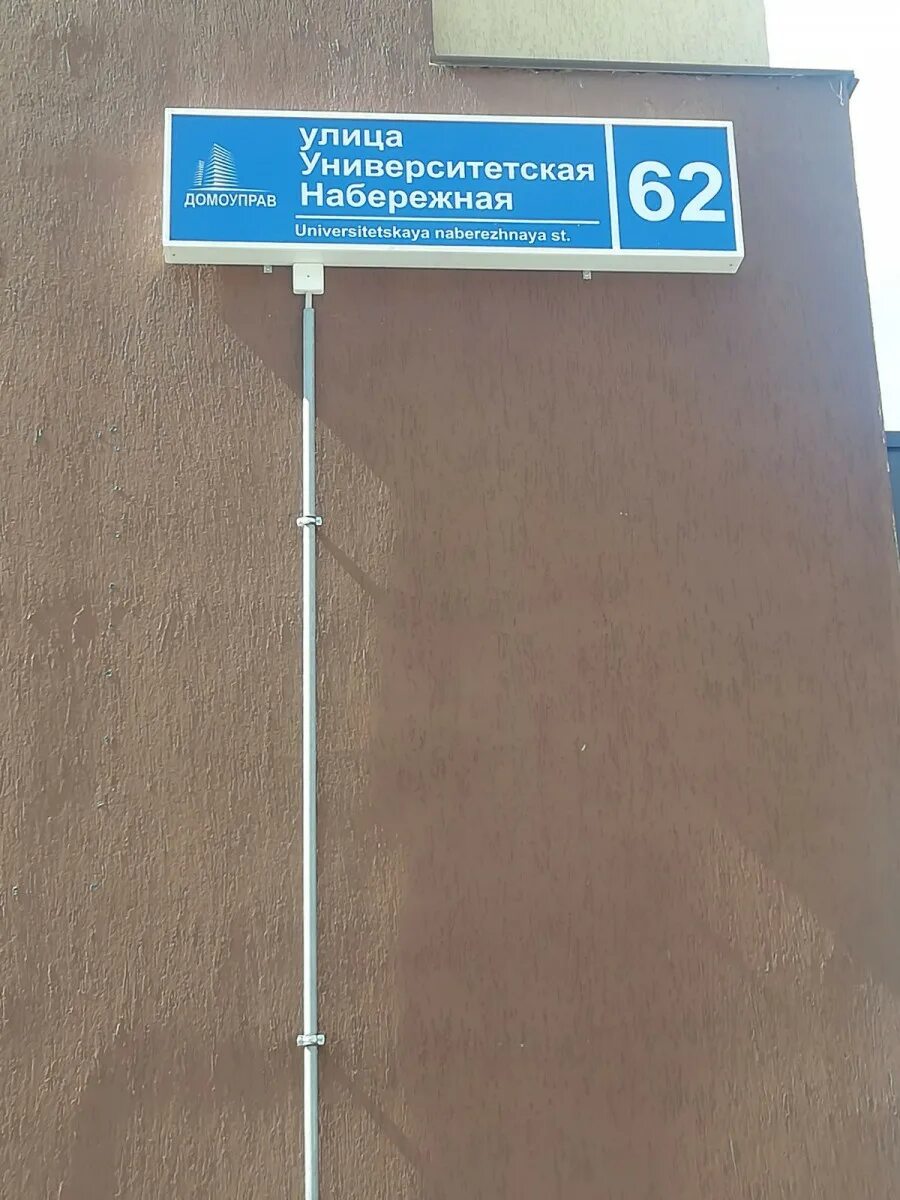 ДОМОУПРАВ
улица
Университетская
Набережная
Universitetskaya naberezhnaya st.
62